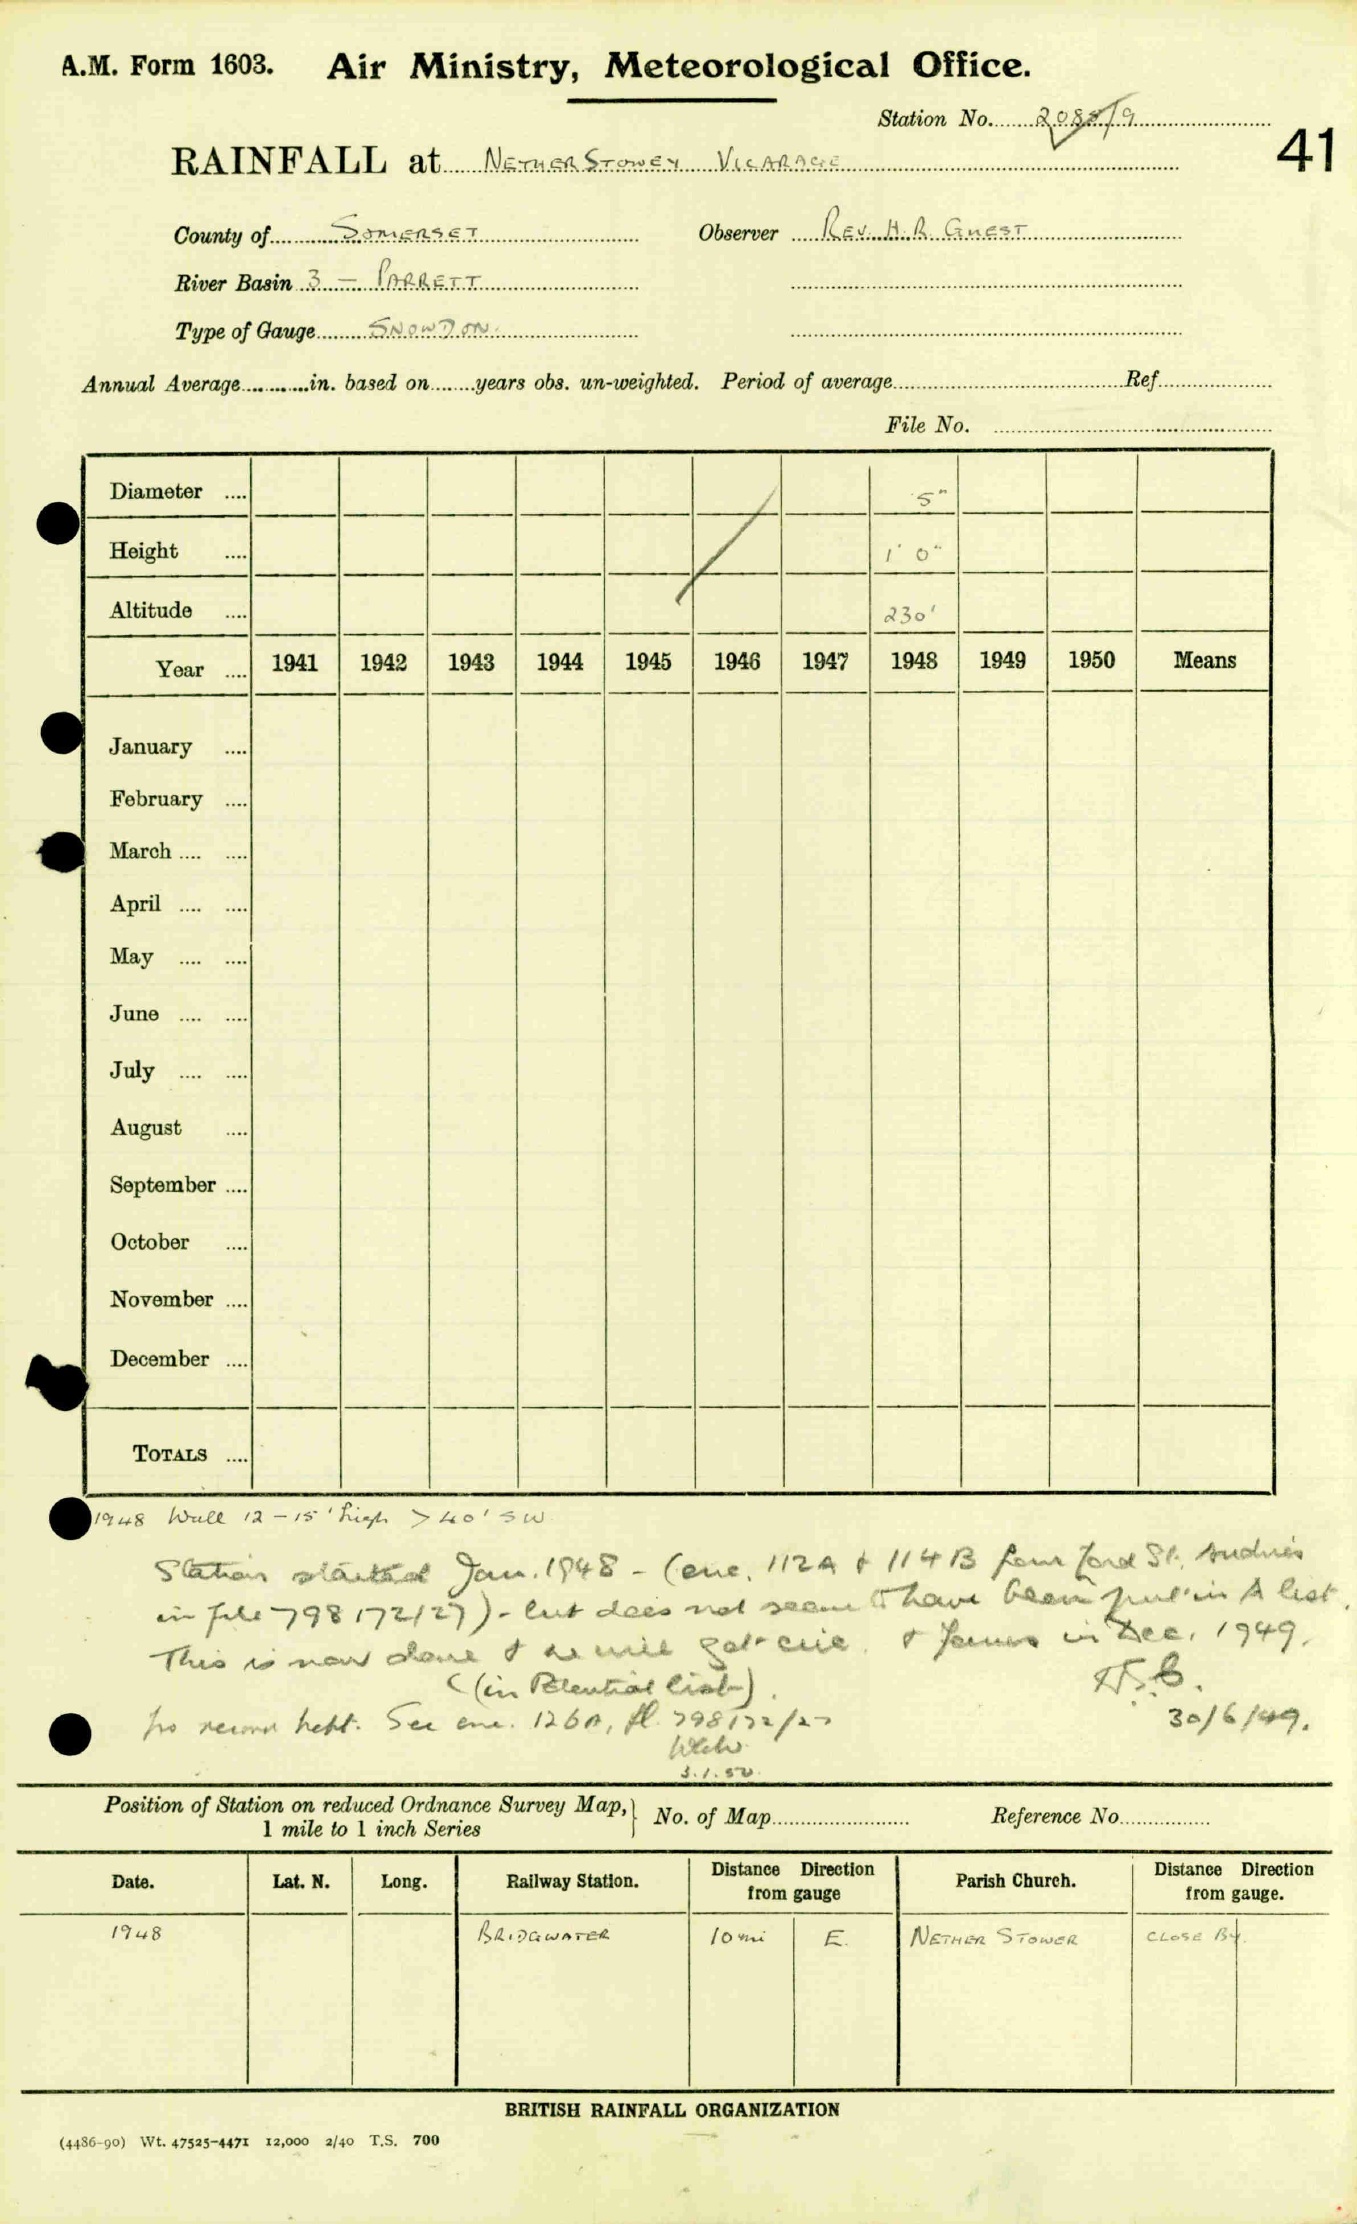 A.M. Form 1603. Air Ministry, Meteorological Office.
Station No. 2088/9
41
RAINFALL at NETHER STOWEY VICARAGE
County of SOMERSET Observer REV. H. R. GUEST
River Basin 3 - PARRETT
Type of Gauge SNOWDON.
Annual Average in. based on years obs. un-weighted. Period of average Ref
File No.
Diameter .... 5"
Height .... 1' 0"
Altitude .... 230'
Year .... 1941 1942 1943 1944 1945 1946 1947 1948 1949 1950 Means
January ....
February ....
March .... ....
April .... ....
May .... ....
June .... ....
July .... ....
August ....
September ....
October ....
November ....
December ....
TOTALS ....
1948 Wall 12 - 15' high > 40' SW
Station started Jan. 1948 - (enc. 112A & 114B from Lord St. Audries
in file 798172/27) - but does not seem to have been put in A list.
This is now done & he will get circ. & forms in Dec. 1949.
(in Potential list).
30/6/49.
No record kept. See enc. 126A, fl. 798172/27
3.1.50.
Position of Station on reduced Ordnance Survey Map, } No. of Map Reference No
1 mile to 1 inch Series
Date. Lat. N. Long. Railway Station. Distance Direction from gauge Parish Church. Distance Direction from gauge.
1948 BRIDGWATER 10 mi E. NETHER STOWER CLOSE BY.
BRITISH RAINFALL ORGANIZATION
(4486-90) Wt. 47525-4471 12,000 2/40 T.S. 700